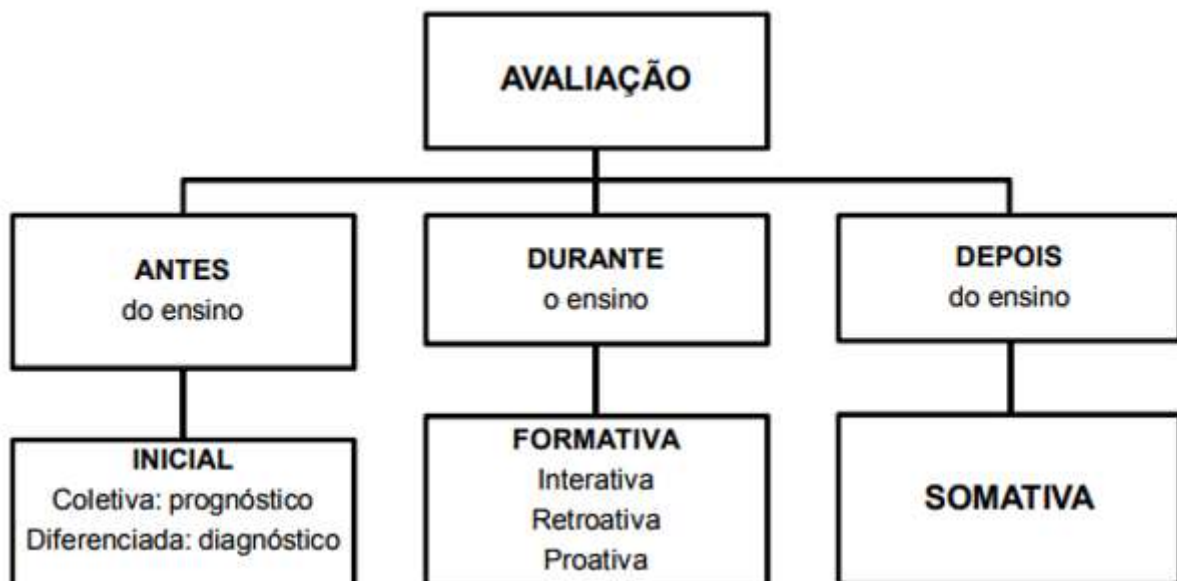 AVALIAÇÃO
ANTES
do ensino
DURANTE
o ensino
DEPOIS
do ensino
INICIAL
Coletiva: prognóstico
Diferenciada: diagnóstico
FORMATIVA
Interativa
Retroativa
Proativa
SOMATIVA